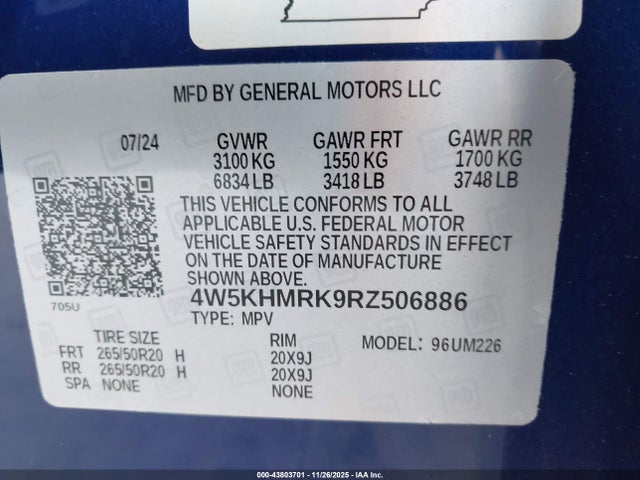 MFD BY GENERAL MOTORS LLC
07/24 GVWR GAWR FRT GAWR RR
3100 KG 1550 KG 1700 KG
6834 LB 3418 LB 3748 LB
THIS VEHICLE CONFORMS TO ALL
APPLICABLE U.S. FEDERAL MOTOR
VEHICLE SAFETY STANDARDS IN EFFECT
ON THE DATE OF MANUFACTURE
SHOWN ABOVE.
4W5KHMRK9RZ506886
705U
TYPE: MPV
TIRE SIZE RIM MODEL: 96UM226
FRT 265/50R20 H 20X9J
RR 265/50R20 H 20X9J
SPA NONE NONE
000-43803701 - 11/26/2025 - IAA Inc.